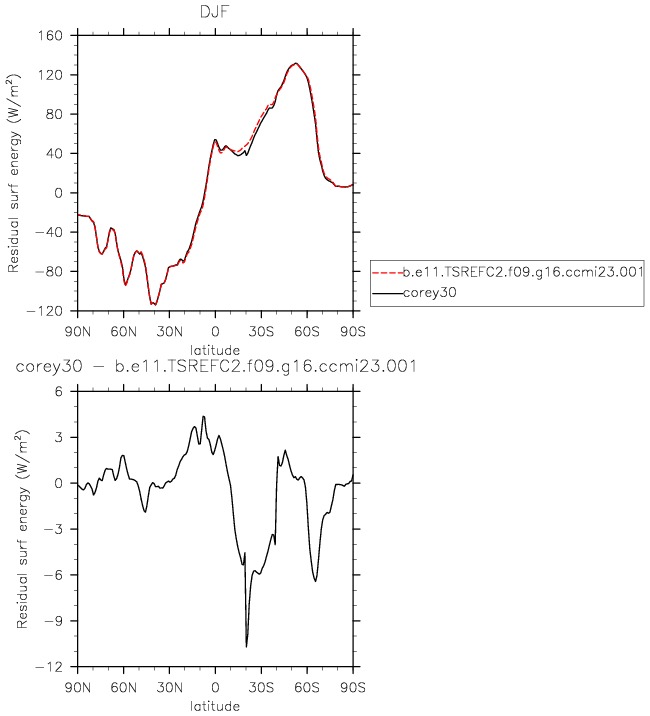 DJF
160
120
80
40
0
−40
−80
−120
Residual surf energy (W/m²)
90N 60N 30N 0 30S 60S 90S
latitude
b.e11.TSREFC2.f09.g16.ccmi23.001
corey30
corey30 − b.e11.TSREFC2.f09.g16.ccmi23.001
6
3
0
−3
−6
−9
−12
Residual surf energy (W/m²)
90N 60N 30N 0 30S 60S 90S
latitude